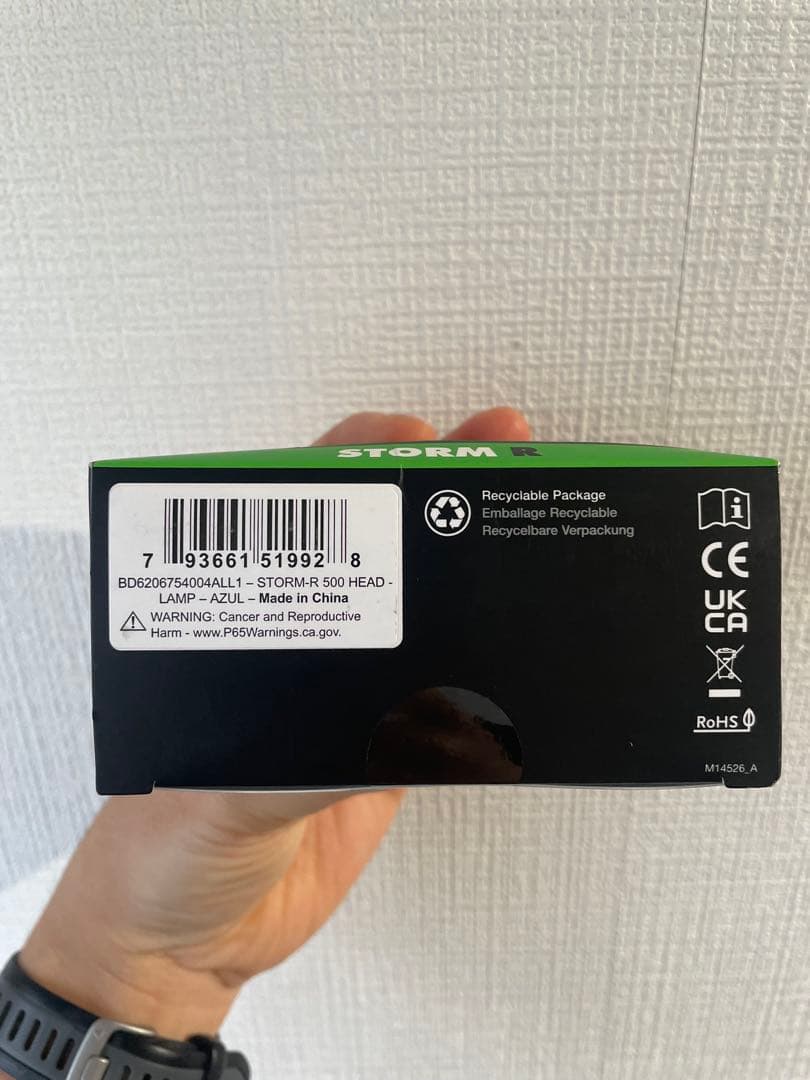 STORM R
7 93661 51992 8
BD6206754004ALL1 – STORM-R 500 HEAD -
LAMP – AZUL – Made in China
WARNING: Cancer and Reproductive
Harm - www.P65Warnings.ca.gov.
Recyclable Package
Emballage Recyclable
Recycelbare Verpackung
i
CE
UK
CA
RoHS
M14526_A